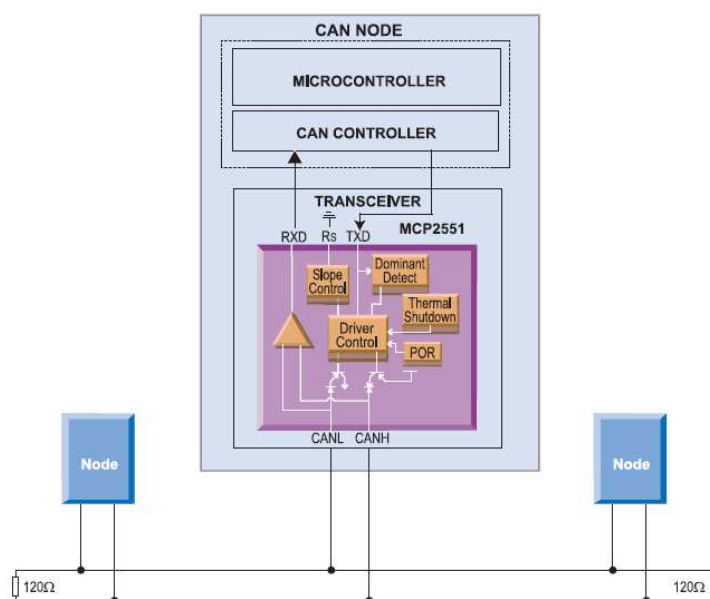 CAN NODE
MICROCONTROLLER
CAN CONTROLLER
TRANSCEIVER
MCP2551
RXD Rs TXD
Slope Control
Dominant Detect
Thermal Shutdown
Driver Control
POR
CANL CANH
Node
Node
120Ω
120Ω